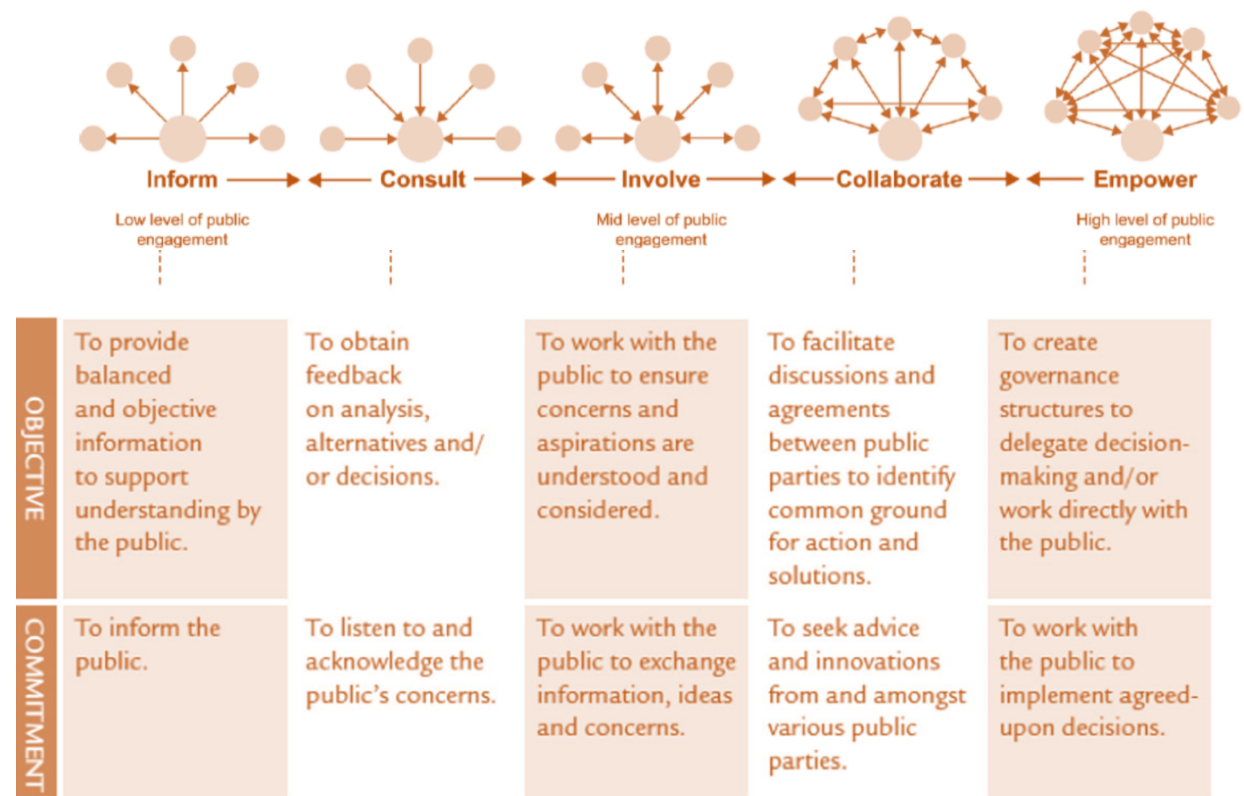 Inform
Consult
Involve
Collaborate
Empower
Low level of public
engagement
Mid level of public
engagement
High level of public
engagement
OBJECTIVE
To provide
balanced
and objective
information
to support
understanding by
the public.
To obtain
feedback
on analysis,
alternatives and/
or decisions.
To work with the
public to ensure
concerns and
aspirations are
understood and
considered.
To facilitate
discussions and
agreements
between public
parties to identify
common ground
for action and
solutions.
To create
governance
structures to
delegate decision-
making and/or
work directly with
the public.
COMMITMENT
To inform the
public.
To listen to and
acknowledge the
public's concerns.
To work with the
public to exchange
information, ideas
and concerns.
To seek advice
and innovations
from and amongst
various public
parties.
To work with
the public to
implement agreed-
upon decisions.